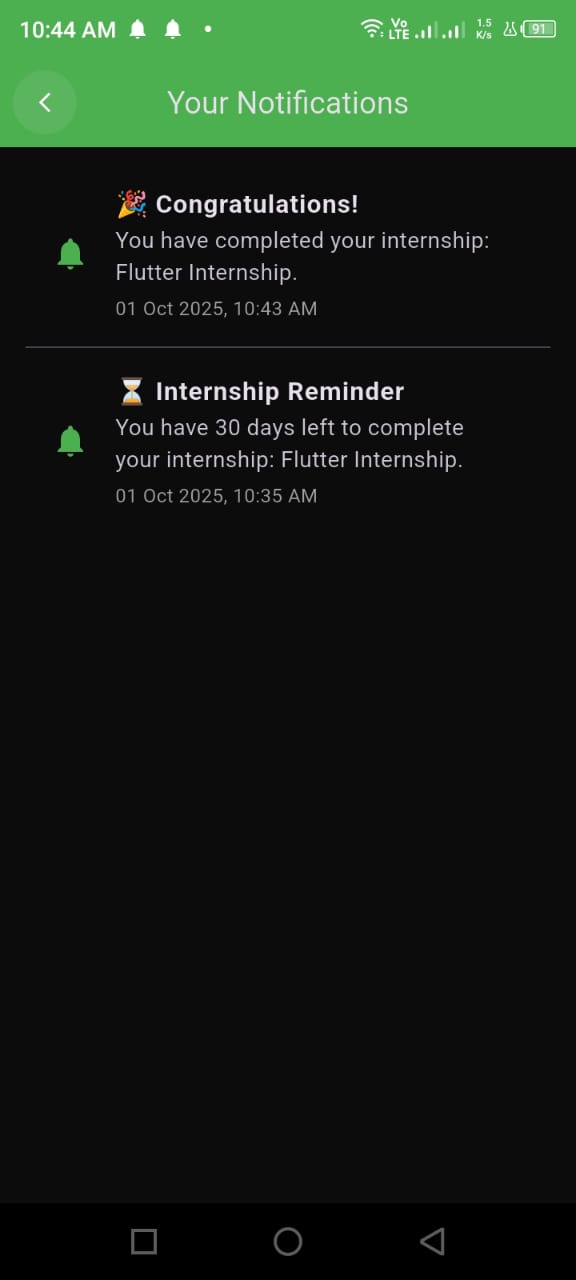 10:44 AM
Vo
LTE
1.5
K/s
91
Your Notifications
🎉 Congratulations!
You have completed your internship:
Flutter Internship.
01 Oct 2025, 10:43 AM
⏳ Internship Reminder
You have 30 days left to complete
your internship: Flutter Internship.
01 Oct 2025, 10:35 AM